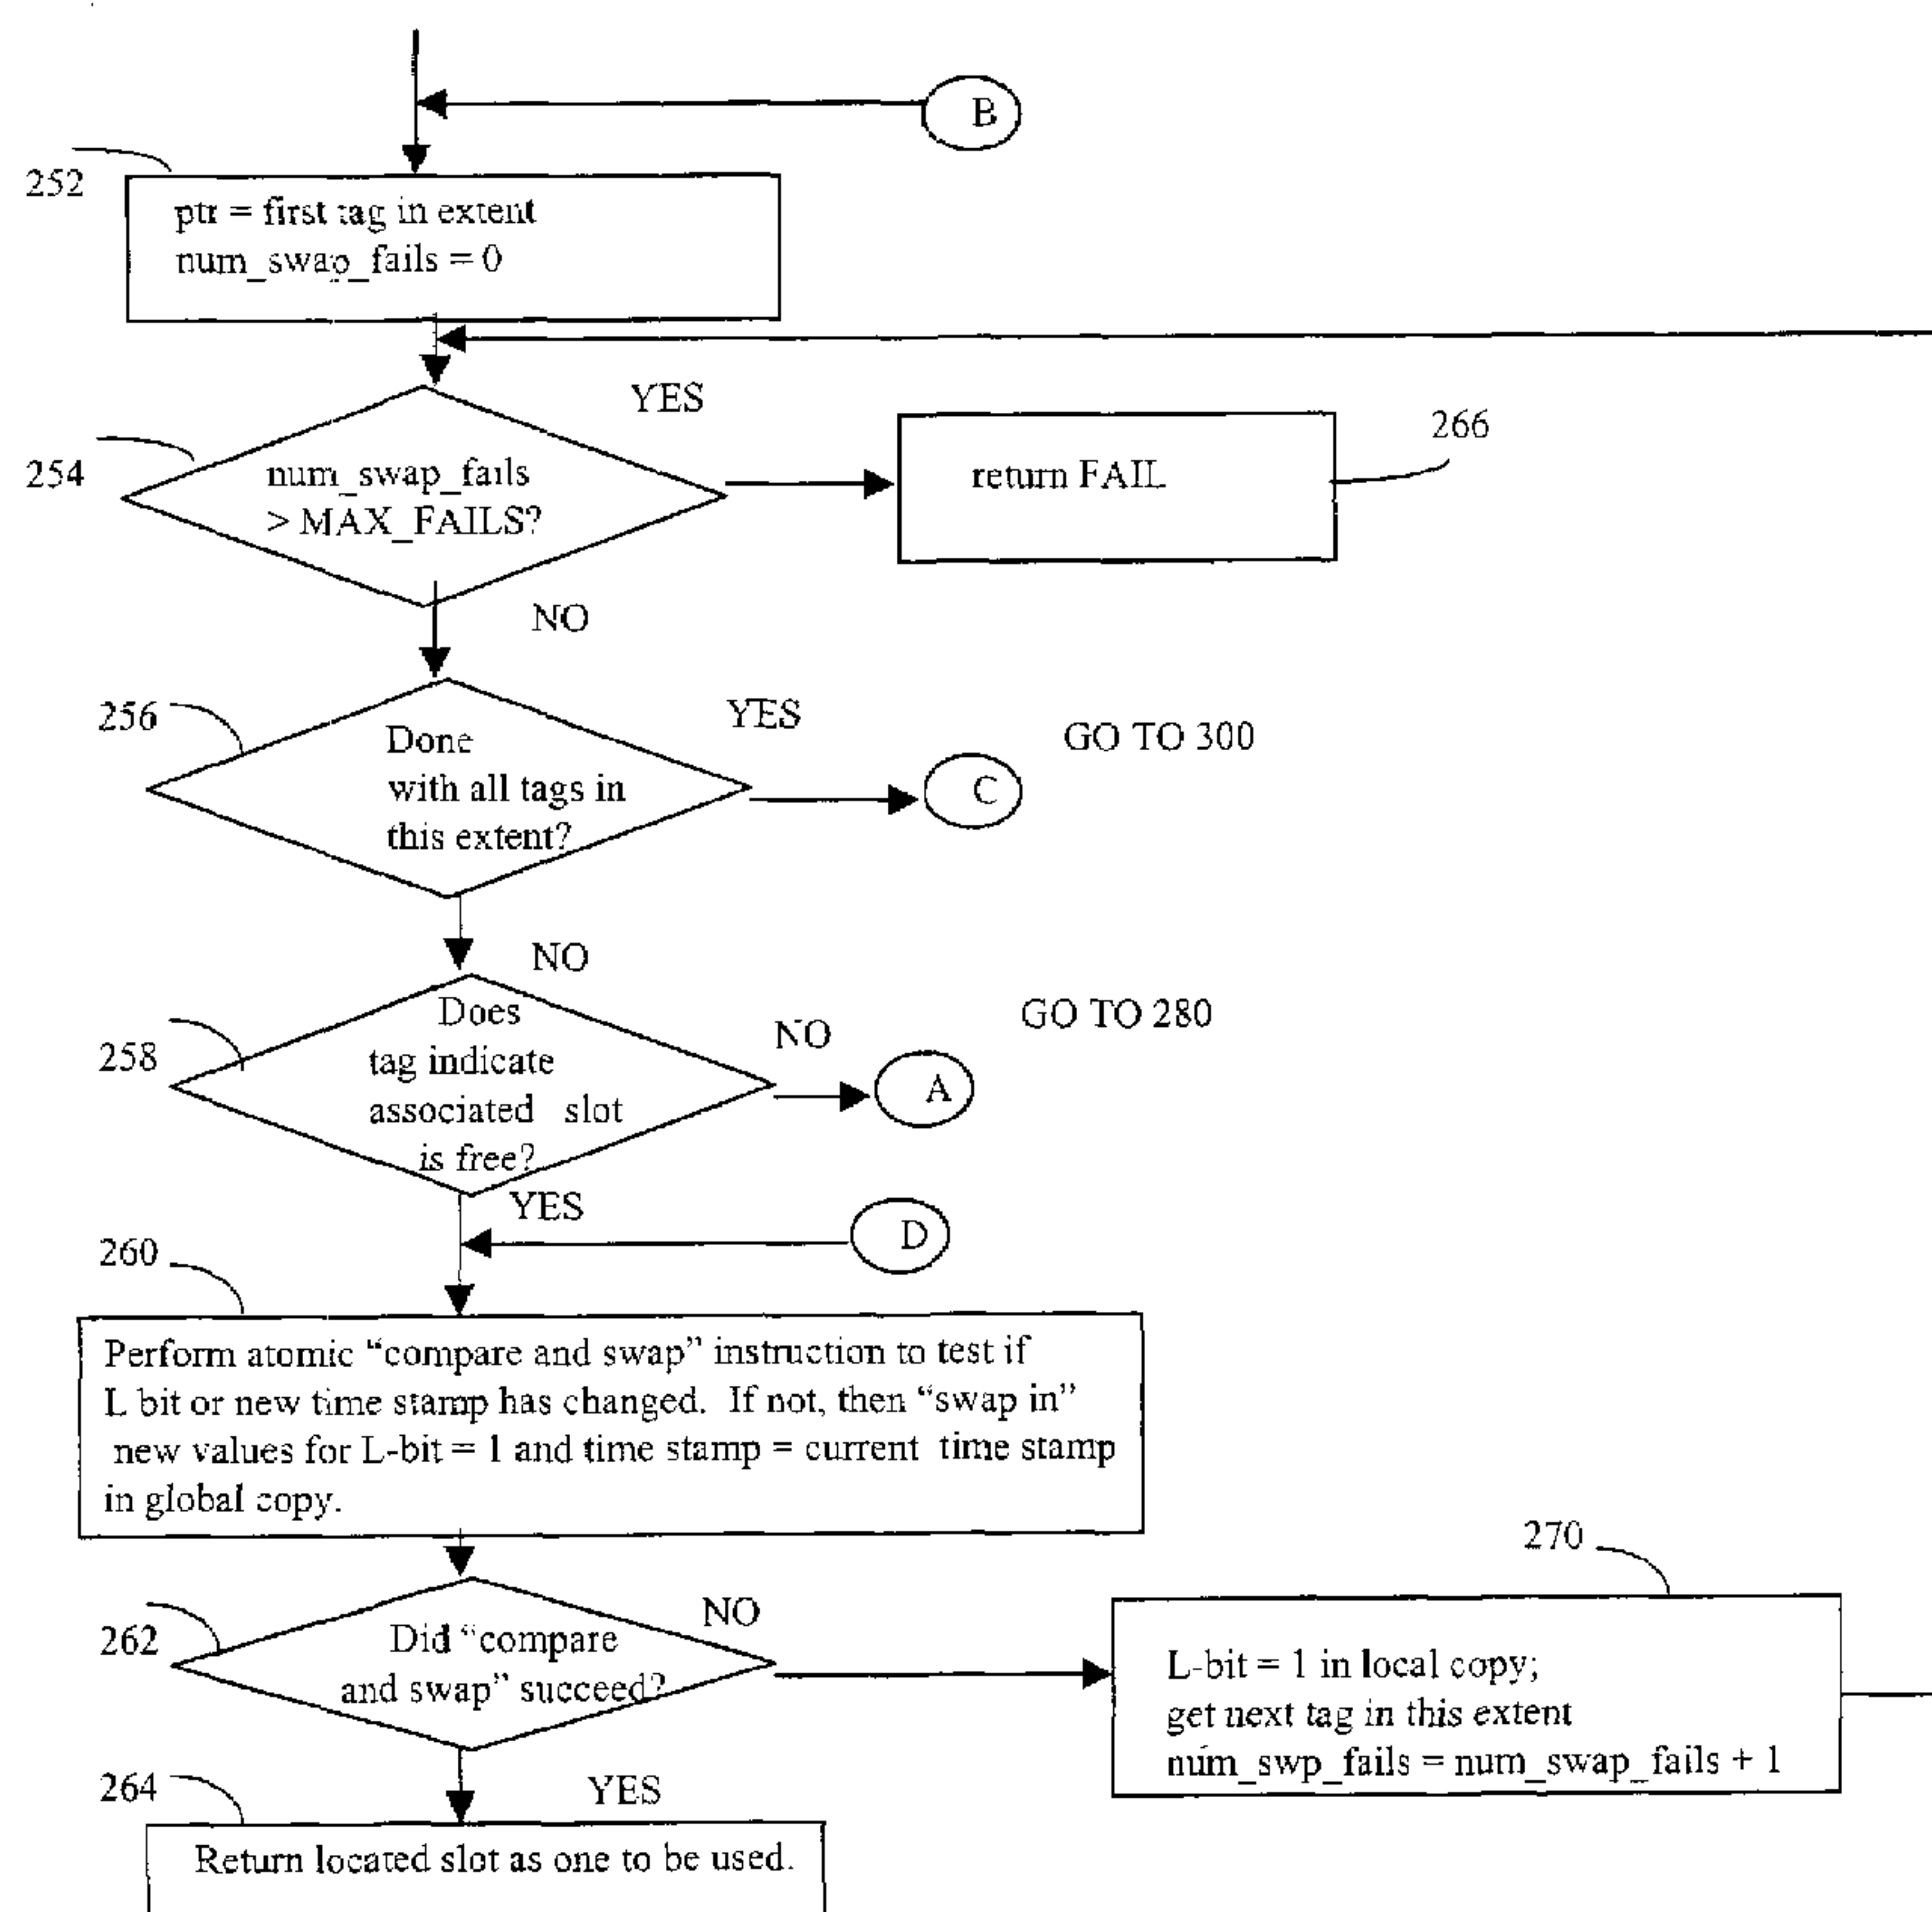 B
252
ptr = first tag in extent
num_swap_fails = 0
YES
266
254
num_swap_fails
> MAX_FAILS?
return FAIL
NO
256
YES
GO TO 300
Done
with all tags in
this extent?
C
NO
GO TO 280
258
Does
tag indicate
associated slot
is free?
NO
A
YES
D
260
Perform atomic “compare and swap” instruction to test if
L bit or new time stamp has changed. If not, then “swap in”
new values for L-bit = 1 and time stamp = current time stamp
in global copy.
270
262
Did “compare
and swap” succeed?
NO
L-bit = 1 in local copy;
get next tag in this extent
num_swp_fails = num_swap_fails + 1
264
YES
Return located slot as one to be used.